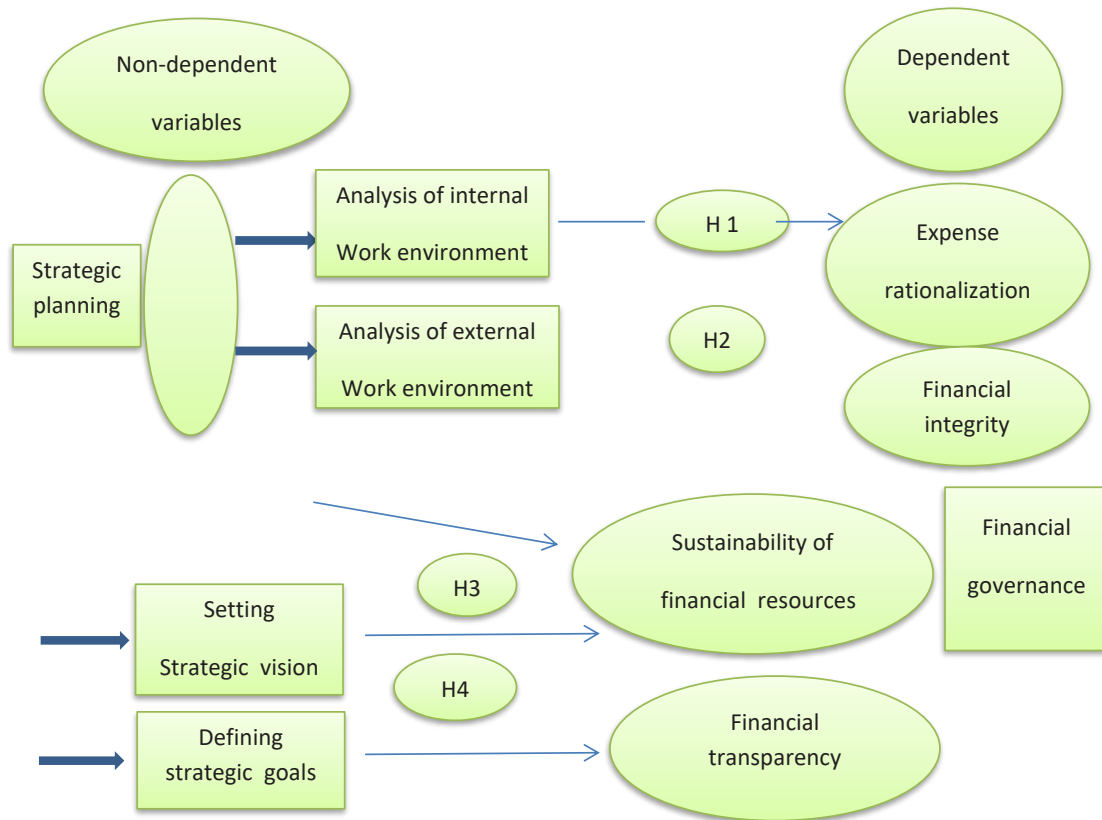 Non-dependent
variables
Dependent
variables
Analysis of internal
Work environment
H 1
Expense
rationalization
Strategic
planning
Analysis of external
Work environment
H2
Financial
integrity
Sustainability of
financial resources
Financial
governance
H3
Setting
Strategic vision
H4
Defining
strategic goals
Financial
transparency